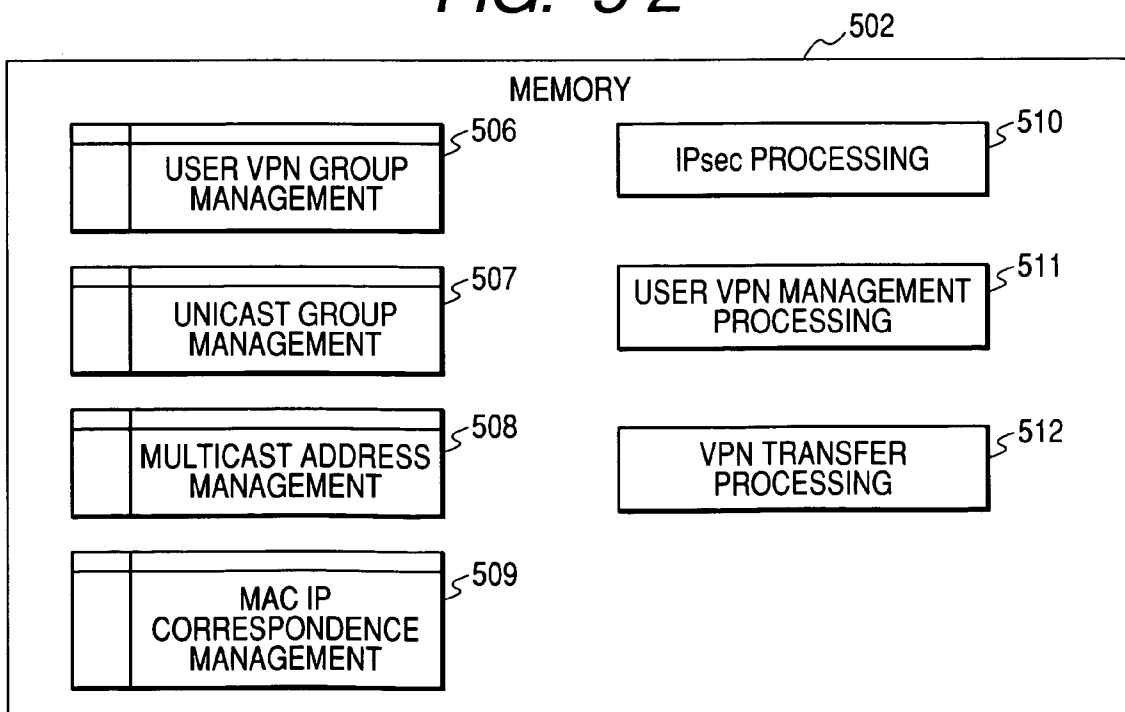 FIG. 5-2
502
MEMORY
506
USER VPN GROUP
MANAGEMENT
507
UNICAST GROUP
MANAGEMENT
508
MULTICAST ADDRESS
MANAGEMENT
509
MAC IP
CORRESPONDENCE
MANAGEMENT
510
IPsec PROCESSING
511
USER VPN MANAGEMENT
PROCESSING
512
VPN TRANSFER
PROCESSING